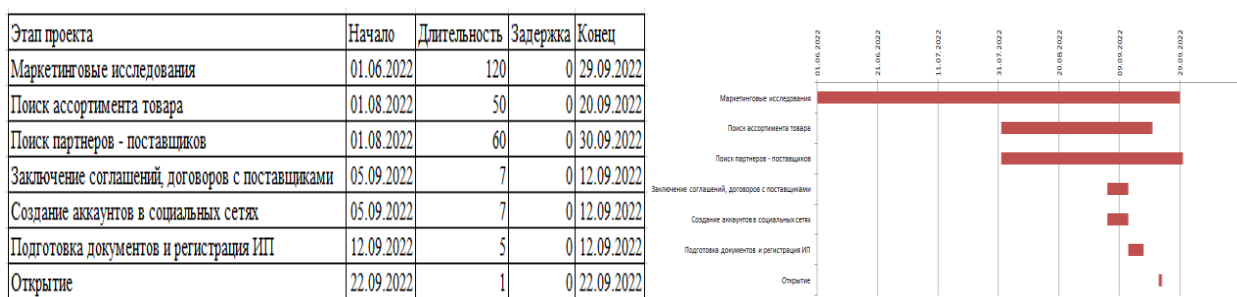 Этап проекта Начало Длительность Задержка Конец
Маркетинговые исследования 01.06.2022 120 0 29.09.2022
Поиск ассортимента товара 01.08.2022 50 0 20.09.2022
Поиск партнеров - поставщиков 01.08.2022 60 0 30.09.2022
Заключение соглашений, договоров с поставщиками 05.09.2022 7 0 12.09.2022
Создание аккаунтов в социальных сетях 05.09.2022 7 0 12.09.2022
Подготовка документов и регистрация ИП 12.09.2022 5 0 12.09.2022
Открытие 22.09.2022 1 0 22.09.2022
01.06.2022 21.06.2022 11.07.2022 31.07.2022 20.08.2022 09.09.2022 29.09.2022
Маркетинговые исследования
Поиск ассортимента товара
Поиск партнеров - поставщиков
Заключение соглашений, договоров с поставщиками
Создание аккаунтов в социальных сетях
Подготовка документов и регистрация ИП
Открытие